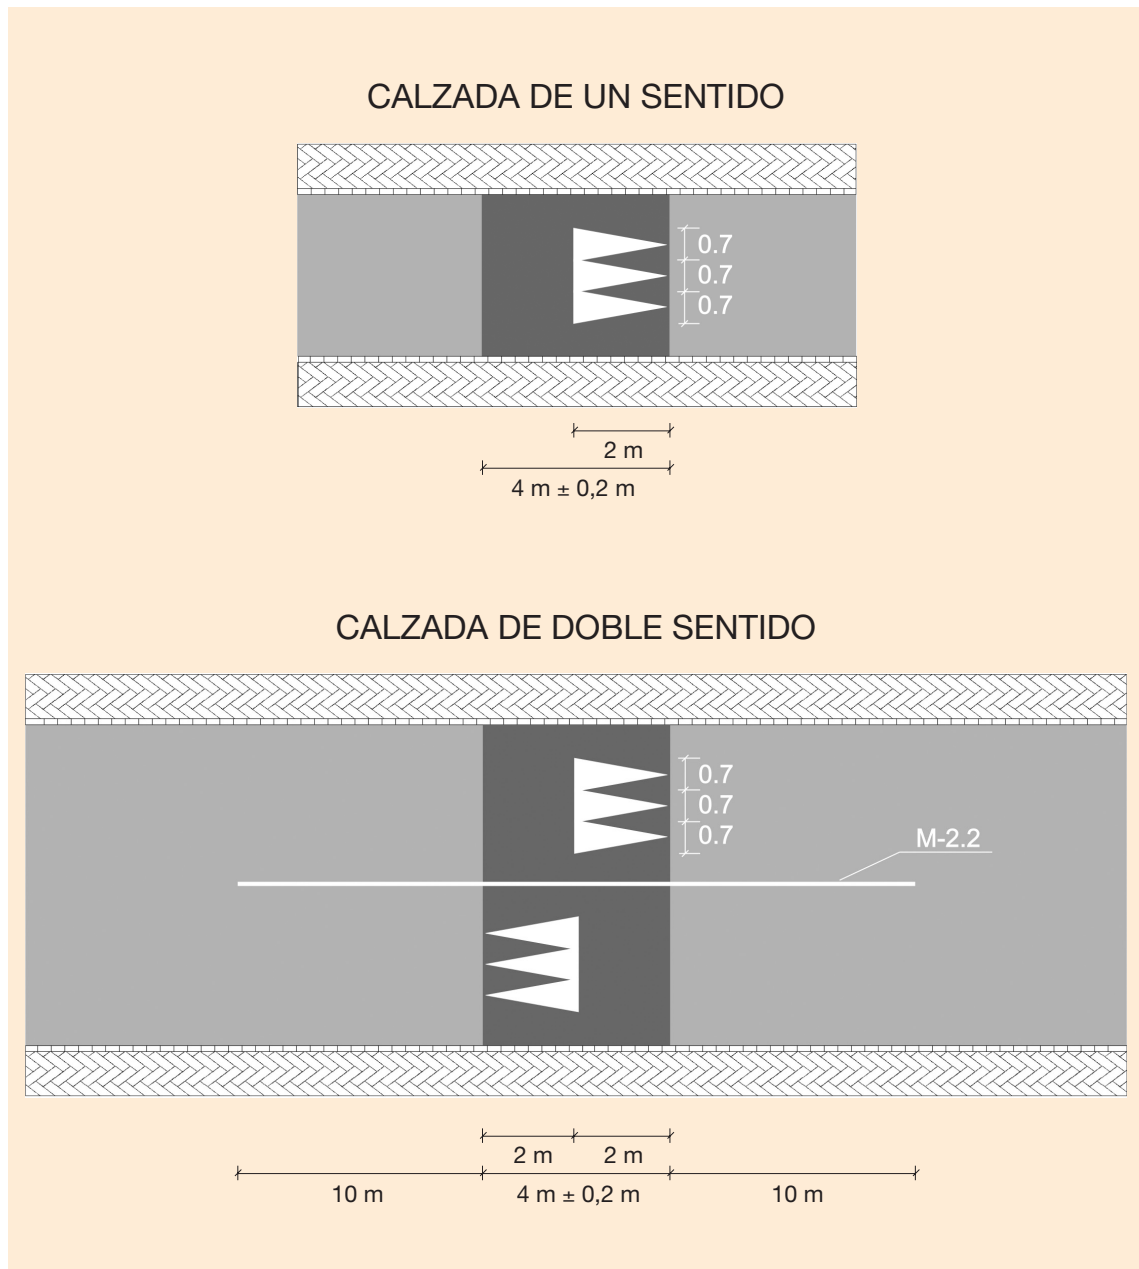 CALZADA DE UN SENTIDO
0.7
0.7
0.7
2 m
4 m ± 0,2 m
CALZADA DE DOBLE SENTIDO
0.7
0.7
0.7
M-2.2
2 m 2 m
10 m 4 m ± 0,2 m 10 m